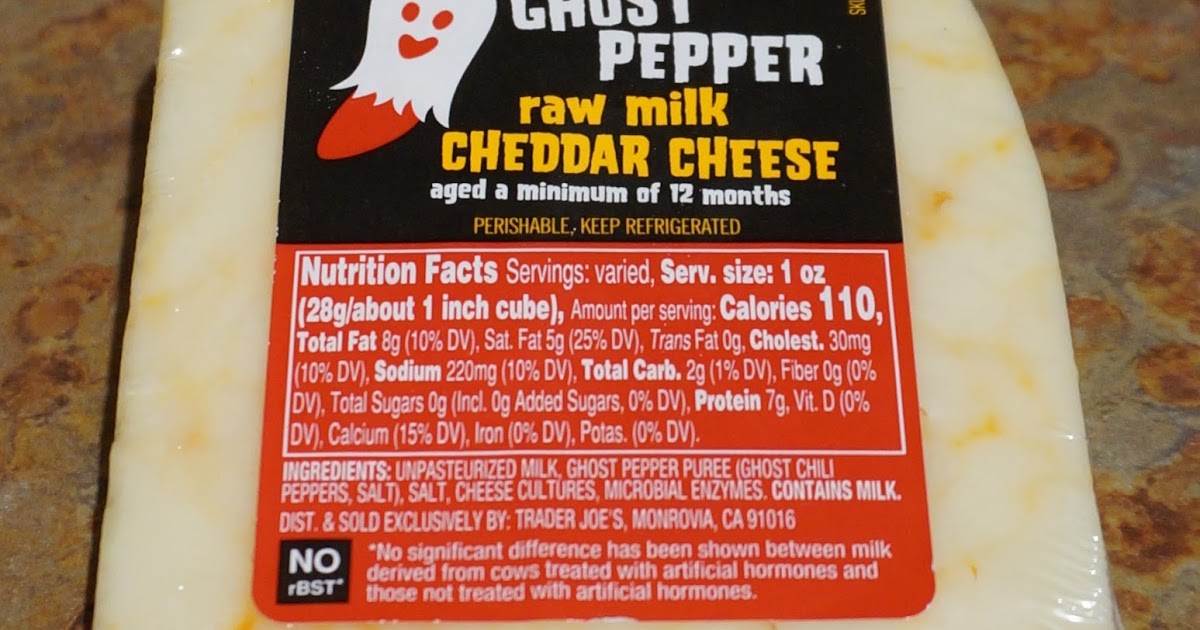 GHOST
PEPPER
raw milk
CHEDDAR CHEESE
aged a minimum of 12 months
PERISHABLE, KEEP REFRIGERATED
Nutrition Facts Servings: varied, Serv. size: 1 oz
(28g/about 1 inch cube), Amount per serving: Calories 110,
Total Fat 8g (10% DV), Sat. Fat 5g (25% DV), Trans Fat 0g, Cholest. 30mg
(10% DV), Sodium 220mg (10% DV), Total Carb. 2g (1% DV), Fiber 0g (0%
DV), Total Sugars 0g (Incl. 0g Added Sugars, 0% DV), Protein 7g, Vit. D (0%
DV), Calcium (15% DV), Iron (0% DV), Potas. (0% DV).
INGREDIENTS: UNPASTEURIZED MILK, GHOST PEPPER PUREE (GHOST CHILI
PEPPERS, SALT), SALT, CHEESE CULTURES, MICROBIAL ENZYMES. CONTAINS MILK.
DIST. & SOLD EXCLUSIVELY BY: TRADER JOE'S, MONROVIA, CA 91016
NO
rBST*
*No significant difference has been shown between milk
derived from cows treated with artificial hormones and
those not treated with artificial hormones.
SKU